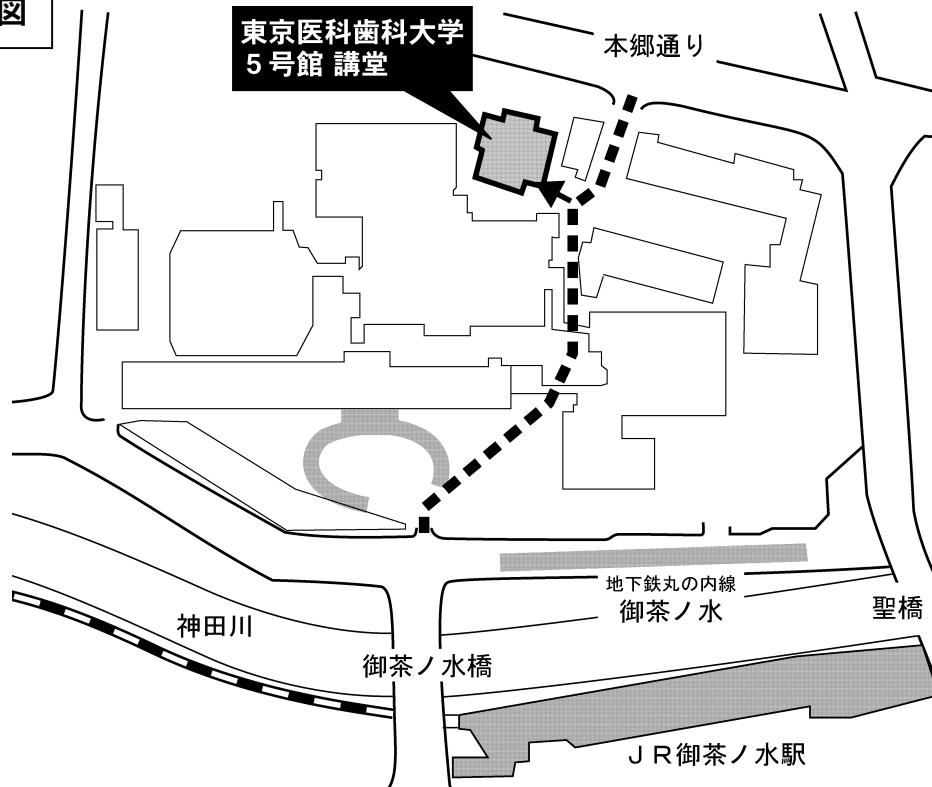 図
東京医科歯科大学
５号館 講堂
本郷通り
地下鉄丸の内線
御茶ノ水
聖橋
神田川
御茶ノ水橋
ＪＲ御茶ノ水駅